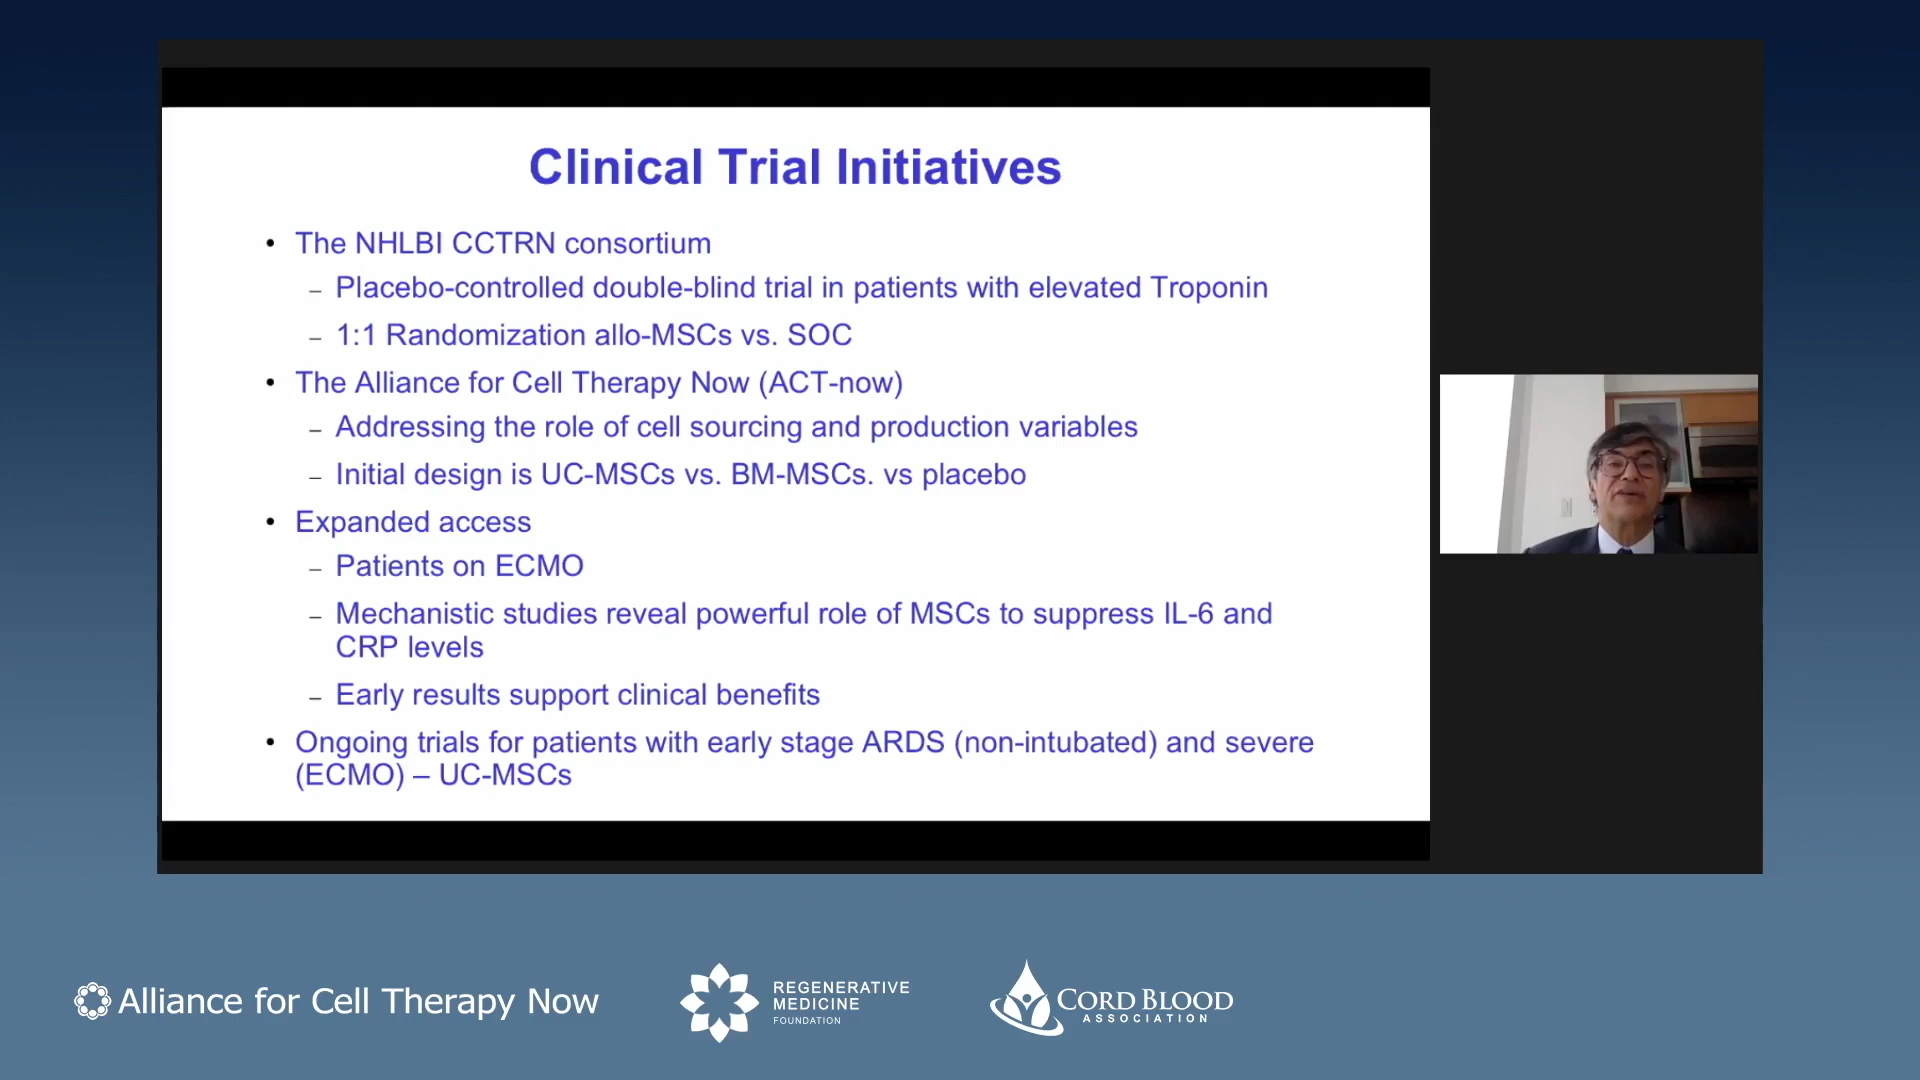 Clinical Trial Initiatives
• The NHLBI CCTRN consortium
– Placebo-controlled double-blind trial in patients with elevated Troponin
– 1:1 Randomization allo-MSCs vs. SOC
• The Alliance for Cell Therapy Now (ACT-now)
– Addressing the role of cell sourcing and production variables
– Initial design is UC-MSCs vs. BM-MSCs. vs placebo
• Expanded access
– Patients on ECMO
– Mechanistic studies reveal powerful role of MSCs to suppress IL-6 and
CRP levels
– Early results support clinical benefits
• Ongoing trials for patients with early stage ARDS (non-intubated) and severe
(ECMO) – UC-MSCs
Alliance for Cell Therapy Now
REGENERATIVE
MEDICINE
FOUNDATION
CORD BLOOD
ASSOCIATION